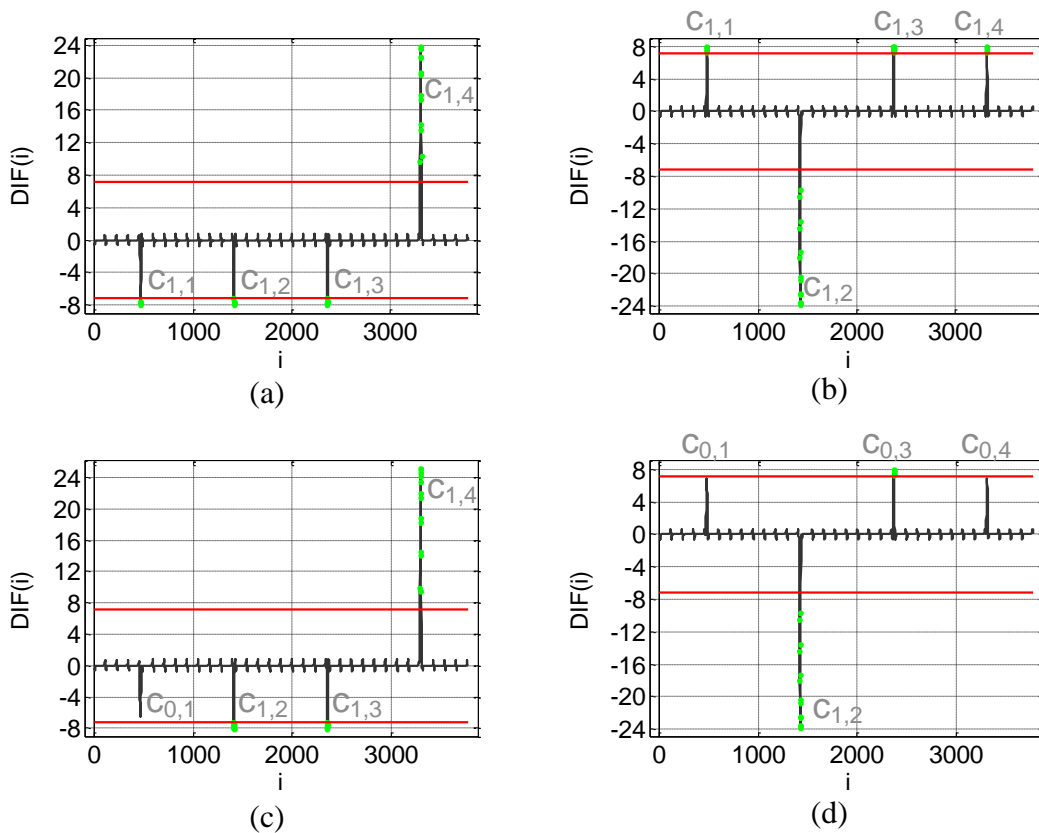 24
20
16
12
8
4
0
-4
-8
DIF(i)
C1,4
C1,1
C1,2
C1,3
0 1000 2000 3000
i
(a)
C1,1 C1,3 C1,4
8
4
0
-4
-8
-12
-16
-20
-24
DIF(i)
C1,2
0 1000 2000 3000
i
(b)
24
20
16
12
8
4
0
-4
-8
DIF(i)
C1,4
C0,1
C1,2
C1,3
0 1000 2000 3000
i
(c)
C0,1 C0,3 C0,4
8
4
0
-4
-8
-12
-16
-20
-24
DIF(i)
C1,2
0 1000 2000 3000
i
(d)